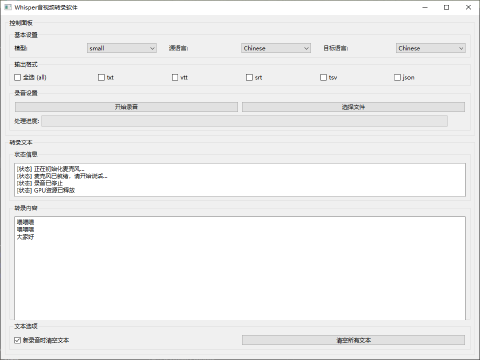 Whisper音视频转录软件
控制面板
基本设置
模型: small 源语言: Chinese 目标语言: Chinese
输出格式
全选 (all) txt vtt srt tsv json
录音设置
开始录音 选择文件
处理进度:
转录文本
状态信息
[状态] 正在初始化麦克风...
[状态] 麦克风已就绪，请开始说话...
[状态] 录音已停止
[状态] GPU资源已释放
转录内容
嘿嘿嘿
嘿嘿嘿
大家好
文本选项
新录音时清空文本 清空所有文本